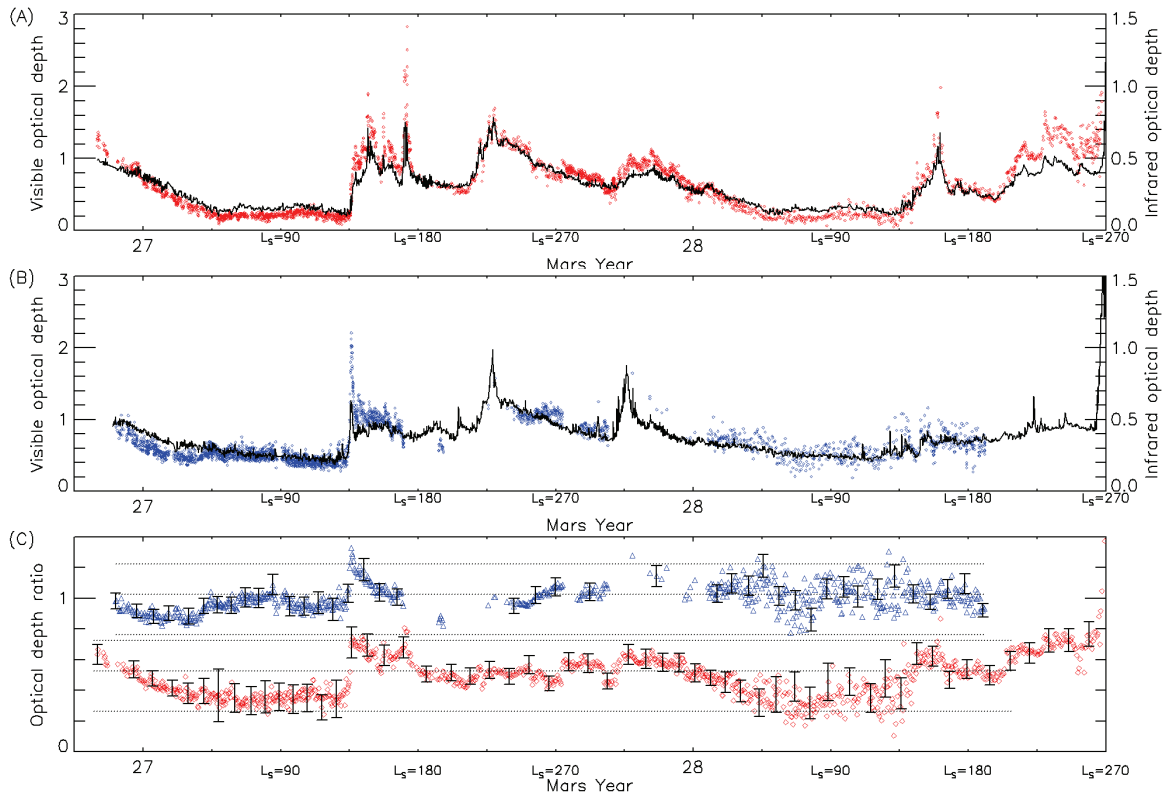 (A)
3
2
1
0
Visible optical depth
1.5
1.0
0.5
0.0
Infrared optical depth
27
Ls=90
Ls=180
Ls=270
28
Ls=90
Ls=180
Ls=270
Mars Year
(B)
3
2
1
0
Visible optical depth
1.5
1.0
0.5
0.0
Infrared optical depth
27
Ls=90
Ls=180
Ls=270
28
Ls=90
Ls=180
Ls=270
Mars Year
(C)
1
0
Optical depth ratio
27
Ls=90
Ls=180
Ls=270
28
Ls=90
Ls=180
Ls=270
Mars Year